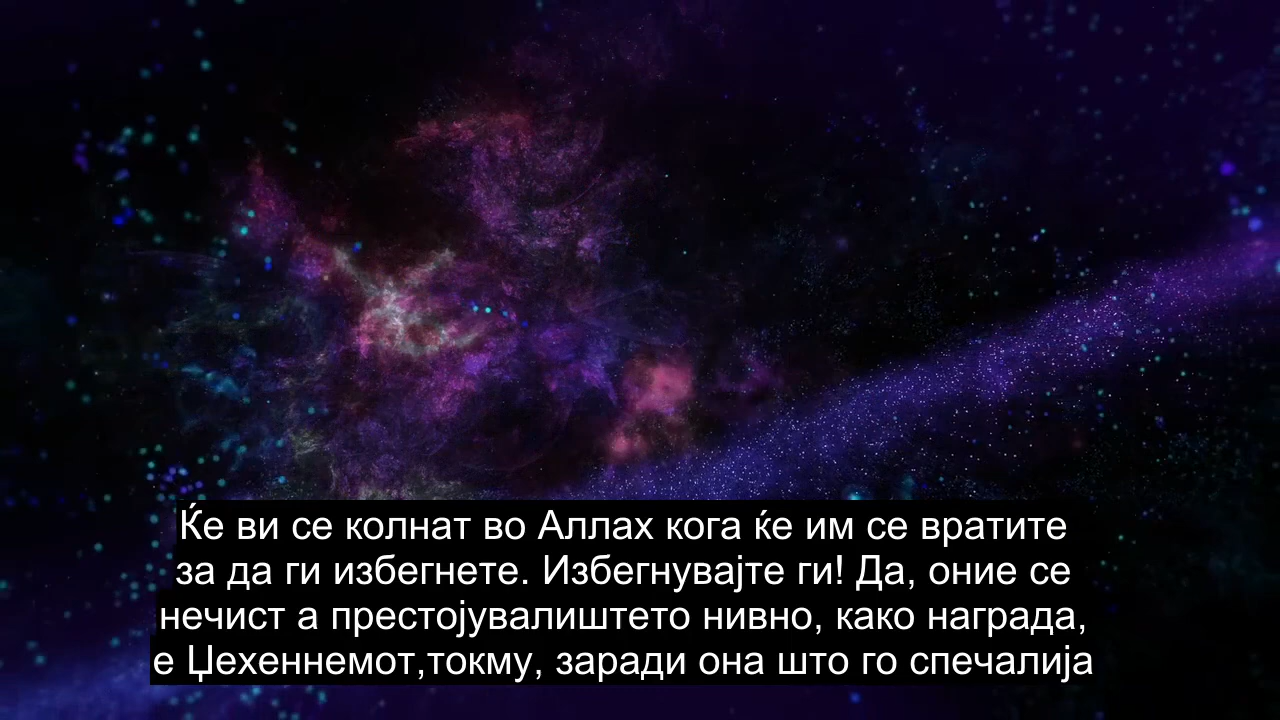 Ќе ви се колнат во Аллах кога ќе им се вратите
за да ги избегнете. Избегнувајте ги! Да, оние се
нечист а престојувалиштето нивно, како награда,
е Џехеннемот,токму, заради она што го спечалија